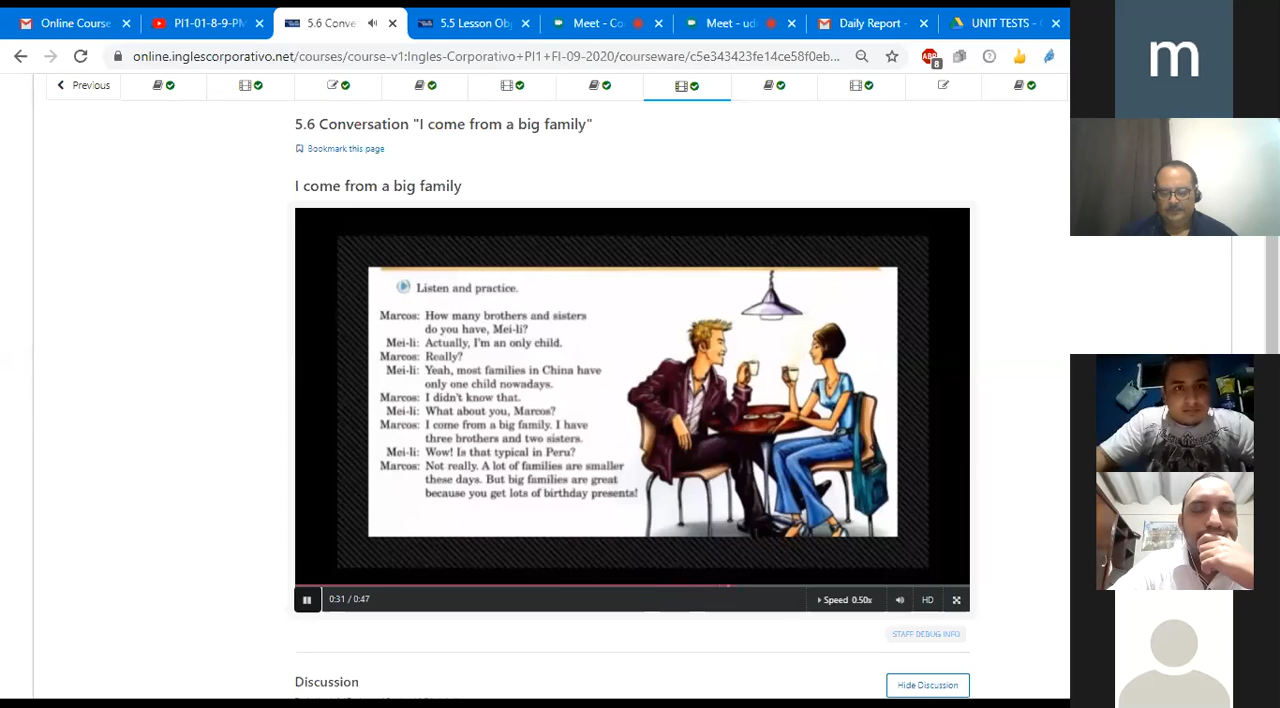 Online Course
PI1-01-8-9-PM
5.6 Conve
5.5 Lesson Obj
Meet - Co
Meet - ud
Daily Report -
UNIT TESTS -
online.inglescorporativo.net/courses/course-v1:Ingles-Corporativo+PI1+FI-09-2020/courseware/c5e343423fe14ce58f0eb...
ABP
8
m
Previous
5.6 Conversation "I come from a big family"
Bookmark this page
I come from a big family
Listen and practice.
Marcos: How many brothers and sisters
do you have, Mei-li?
Mei-li: Actually, I'm an only child.
Marcos: Really?
Mei-li: Yeah, most families in China have
only one child nowadays.
Marcos: I didn't know that.
Mei-li: What about you, Marcos?
Marcos: I come from a big family. I have
three brothers and two sisters.
Mei-li: Wow! Is that typical in Peru?
Marcos: Not really. A lot of families are smaller
these days. But big families are great
because you get lots of birthday presents!
0:31 / 0:47
Speed 0.50x
HD
STAFF DEBUG INFO
Discussion
Hide Discussion